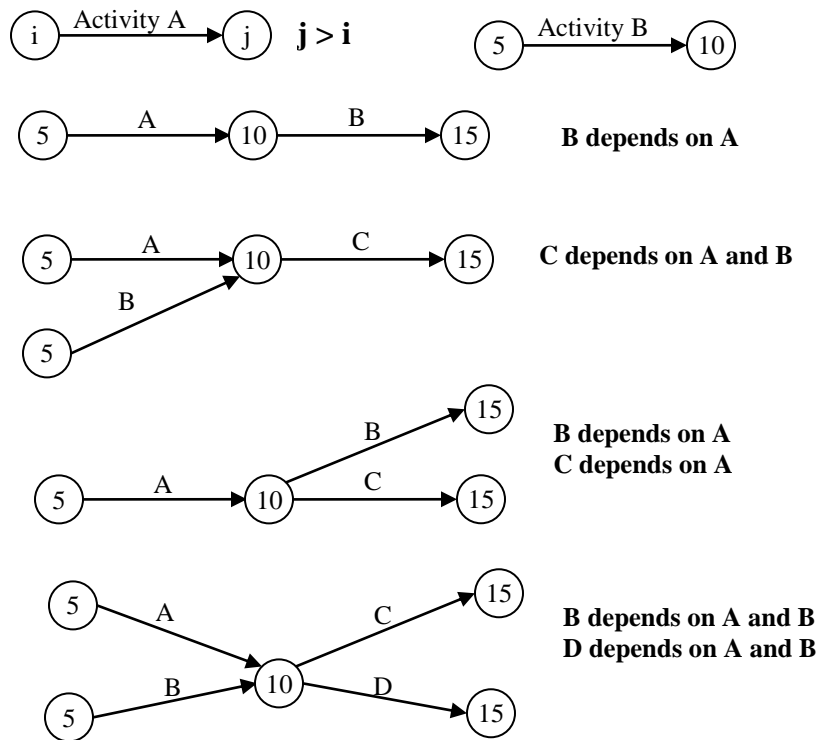 Activity A
i
j
j > i
Activity B
5
10
A
B
5
10
15
B depends on A
A
C
5
10
15
C depends on A and B
B
5
15
B
B depends on A
C depends on A
A
C
5
10
15
5
A
C
15
B depends on A and B
D depends on A and B
B
10
D
5
15